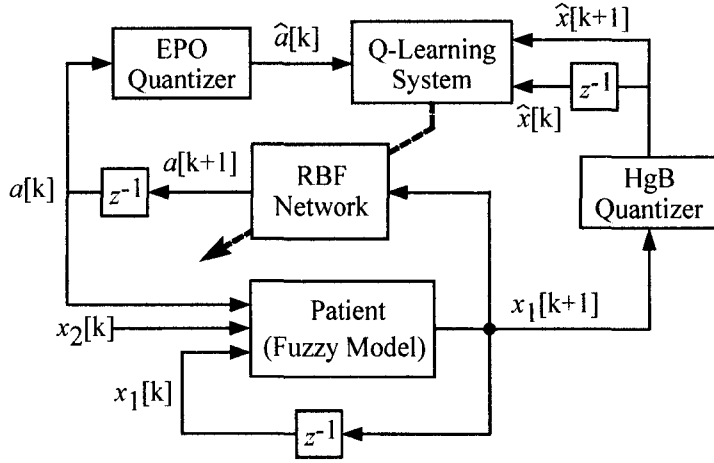 x̂[k+1]
EPO
Quantizer
â[k]
Q-Learning
System
z-1
x̂[k]
a[k+1]
RBF
Network
HgB
Quantizer
a[k]
z-1
x2[k]
Patient
(Fuzzy Model)
x1[k+1]
x1[k]
z-1